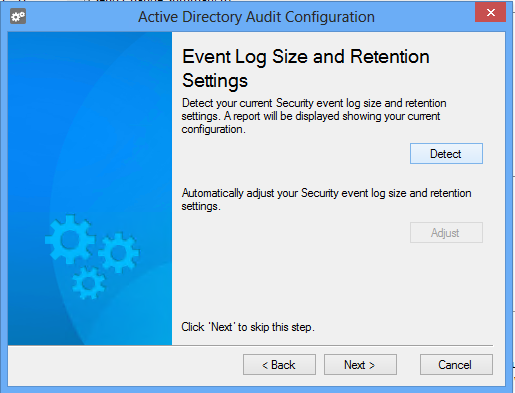 Active Directory Audit Configuration
Event Log Size and Retention
Settings
Detect your current Security event log size and retention
settings. A report will be displayed showing your current
configuration.
Detect
Automatically adjust your Security event log size and retention
settings.
Adjust
Click 'Next' to skip this step.
< Back
Next >
Cancel